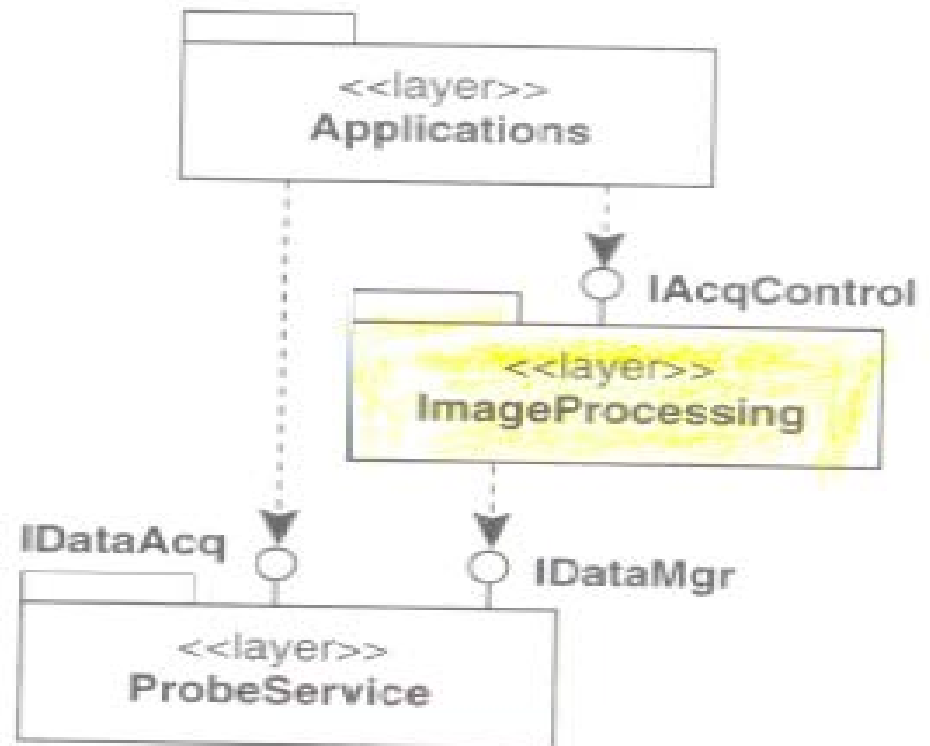 <<layer>>
Applications
IAcqControl
<<layer>>
ImageProcessing
IDataAcq
IDataMgr
<<layer>>
ProbeService